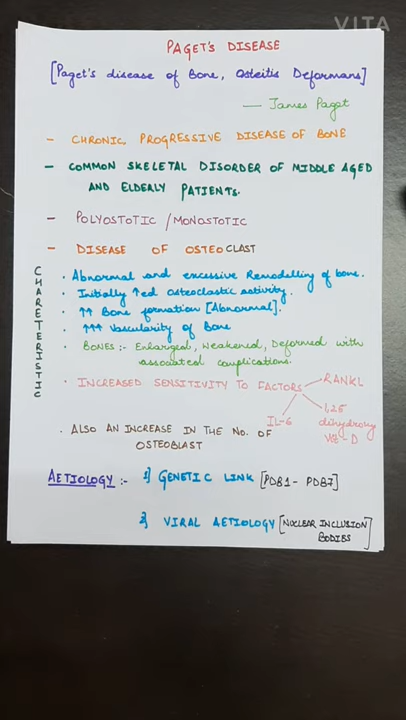 VITA
PAGET'S DISEASE
[Paget's disease of Bone, Osteitis Deformans]
— James Paget
- CHRONIC, PROGRESSIVE DISEASE OF BONE
- COMMON SKELETAL DISORDER OF MIDDLE AGED
AND ELDERLY PATIENTS.
- POLYOSTOTIC / MONOSTOTIC
- DISEASE OF OSTEOCLAST
CHARETERISTIC
· Abnormal and excessive Remodelling of bone.
· Initially ↑ed osteoclastic activity.
· ↑↑ Bone formation [Abnormal].
· ↑↑↑ Vascularity of Bone
· BONES :- Enlarged, Weakened, Deformed with
associated complications.
· INCREASED SENSITIVITY TO FACTORS
RANKL
IL-6
1,25
dihydroxy
Vit-D
· ALSO AN INCREASE IN THE NO. OF
OSTEOBLAST
AETIOLOGY :- 1) GENETIC LINK [PDB1- PDB7]
2) VIRAL AETIOLOGY [NUCLEAR INCLUSION
BODIES]